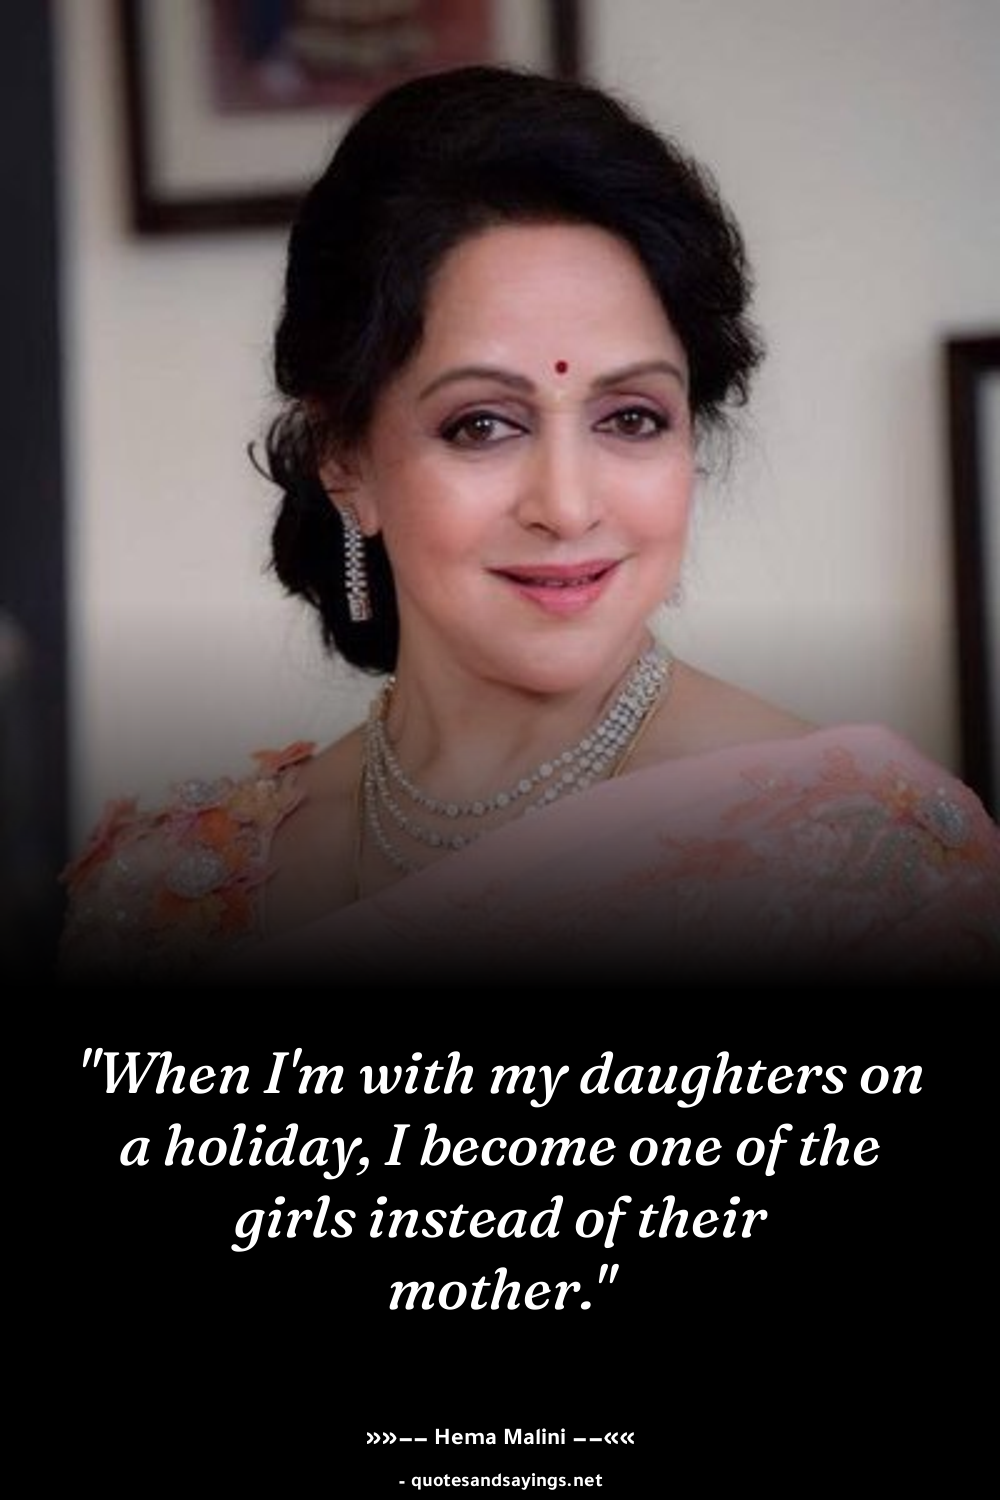 "When I'm with my daughters on
a holiday, I become one of the
girls instead of their
mother."
»»−− Hema Malini −−««
- quotesandsayings.net